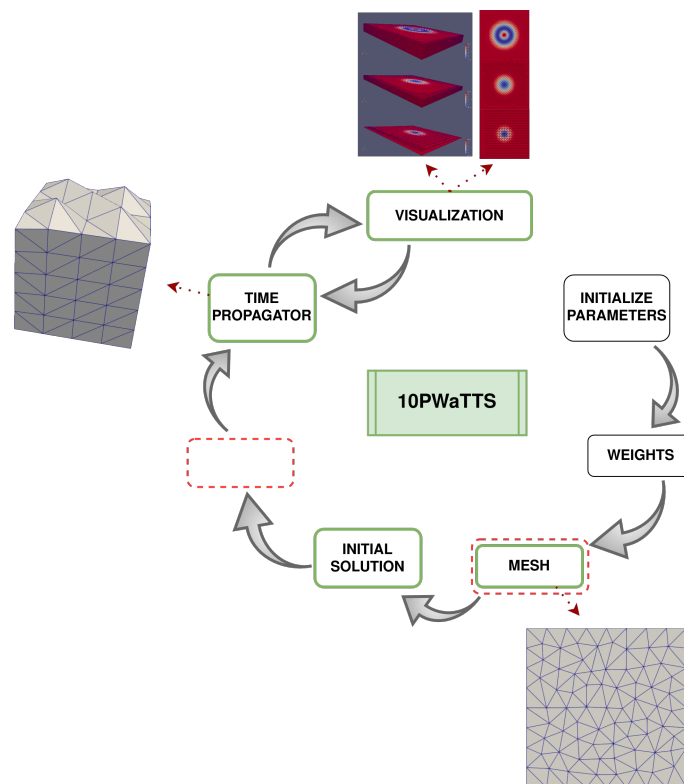 VISUALIZATION
TIME
PROPAGATOR
INITIALIZE
PARAMETERS
10PWaTTS
WEIGHTS
INITIAL
SOLUTION
MESH